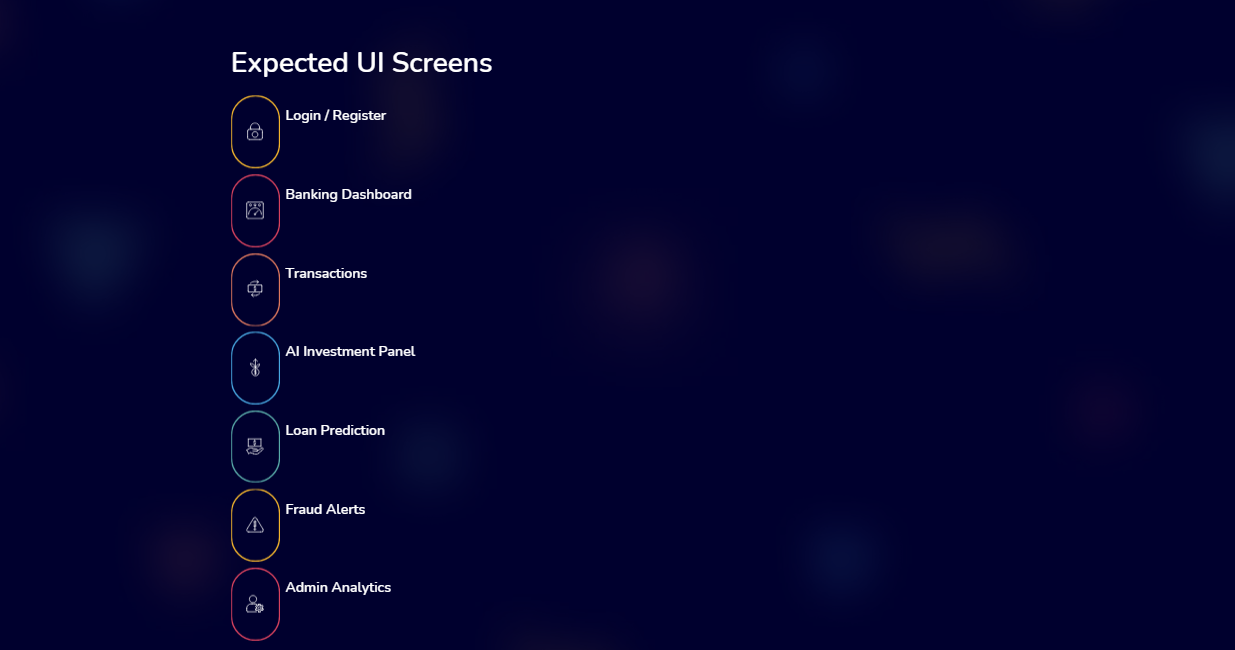 Expected UI Screens
Login / Register
Banking Dashboard
Transactions
AI Investment Panel
Loan Prediction
Fraud Alerts
Admin Analytics